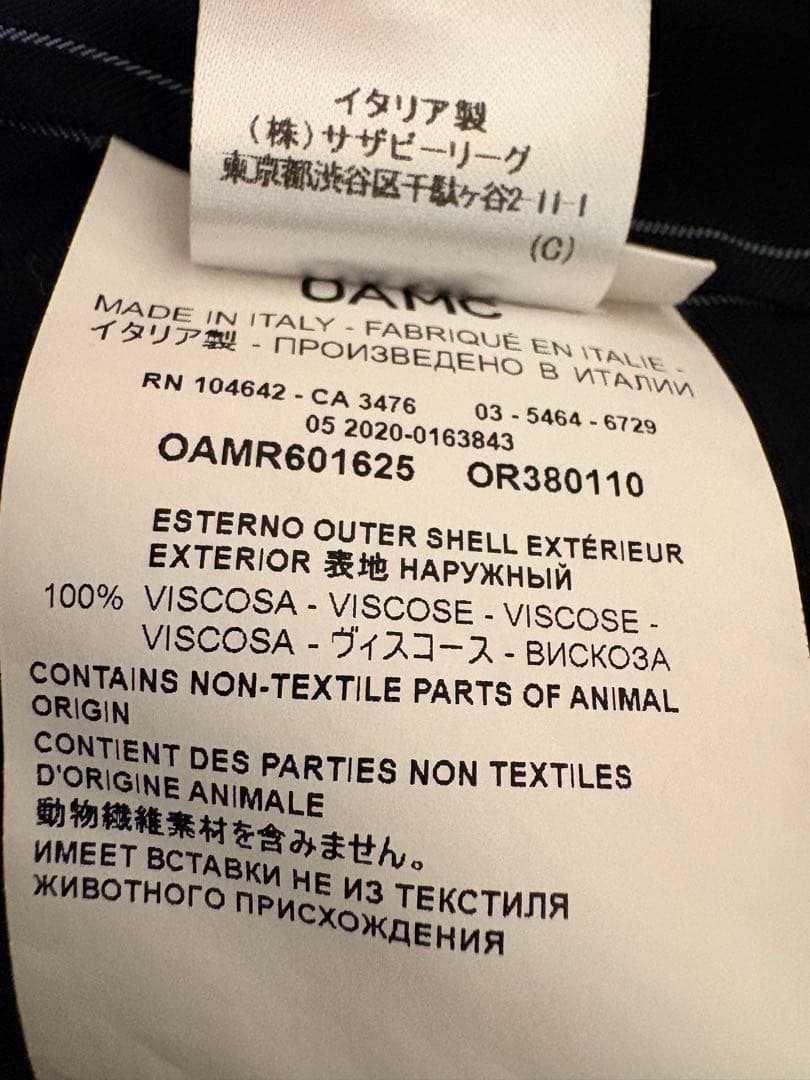 イタリア製
(株)サザビーリーグ
東京都渋谷区千駄ヶ谷2-11-1
(C)
OAMC
MADE IN ITALY - FABRIQUÉ EN ITALIE -
イタリア製 - ПРОИЗВЕДЕНО В ИТАЛИИ
RN 104642 - CA 3476 03 - 5464 - 6729
05 2020-0163843
OAMR601625 OR380110
ESTERNO OUTER SHELL EXTÉRIEUR
EXTERIOR 表地 НАРУЖНЫЙ
100% VISCOSA - VISCOSE - VISCOSE -
VISCOSA - ヴィスコース - ВИСКОЗА
CONTAINS NON-TEXTILE PARTS OF ANIMAL
ORIGIN
CONTIENT DES PARTIES NON TEXTILES
D'ORIGINE ANIMALE
動物繊維素材を含みません。
ИМЕЕТ ВСТАВКИ НЕ ИЗ ТЕКСТИЛЯ
ЖИВОТНОГО ПРИСХОЖДЕНИЯ